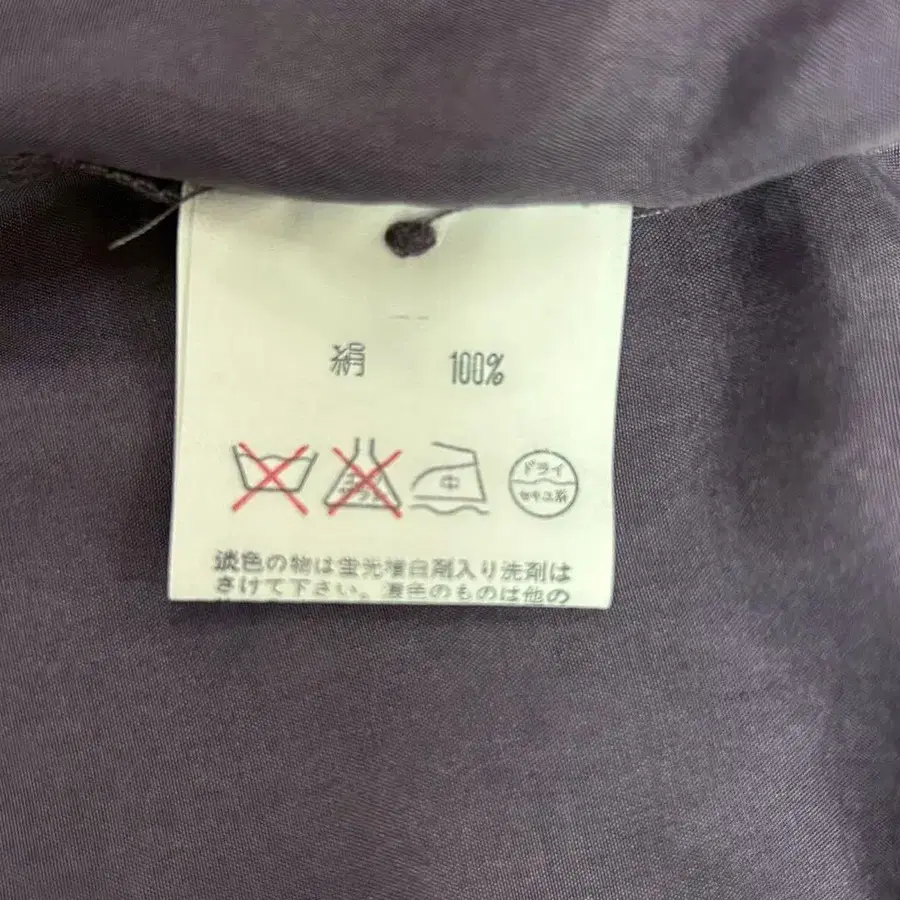 絹 100%
中
ドライ
セキユ系
淡色の物は蛍光増白剤入り洗剤は
さけて下さい。濃色のものは他の